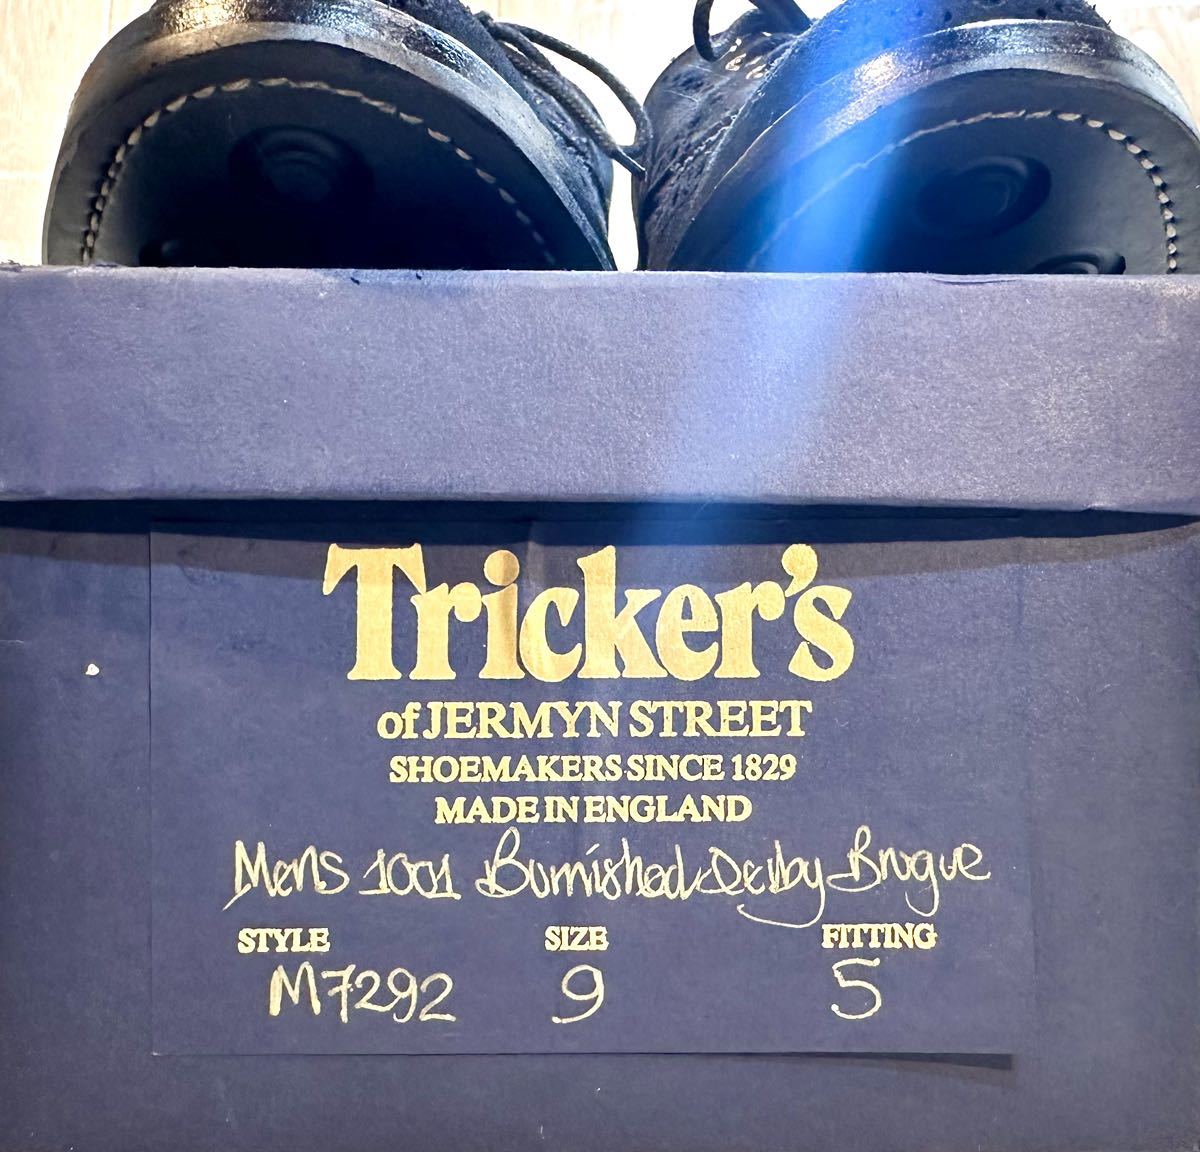 Tricker's
of JERMYN STREET
SHOEMAKERS SINCE 1829
MADE IN ENGLAND
Mens 1001 Burnished Derby Brogue
STYLE SIZE FITTING
M7292 9 5